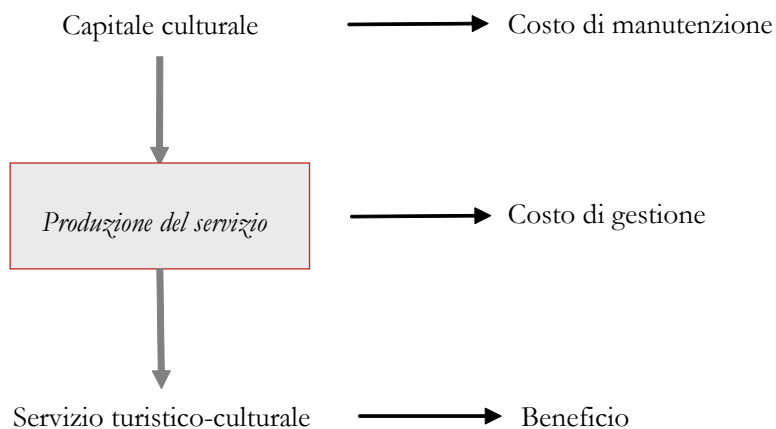 Capitale culturale
Costo di manutenzione
Produzione del servizio
Costo di gestione
Servizio turistico-culturale
Beneficio